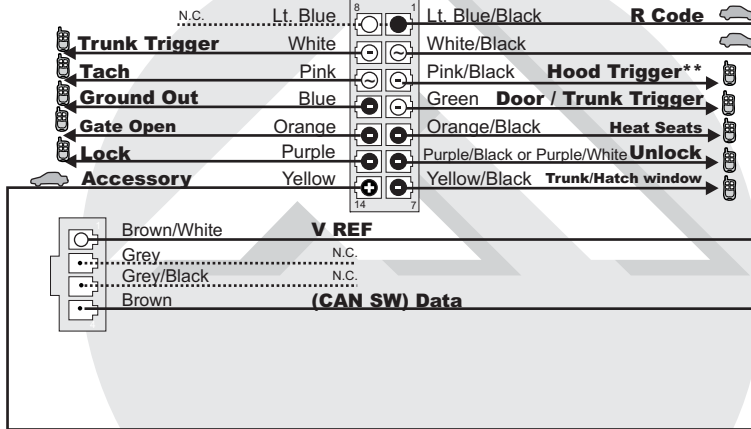 8 1
N.C. Lt. Blue Lt. Blue/Black R Code
Trunk Trigger White White/Black
Tach Pink Pink/Black Hood Trigger**
Ground Out Blue Green Door / Trunk Trigger
Gate Open Orange Orange/Black Heat Seats
Lock Purple Purple/Black or Purple/White Unlock
Accessory Yellow Yellow/Black Trunk/Hatch window
14 7
Brown/White V REF
Grey N.C.
Grey/Black N.C.
Brown (CAN SW) Data